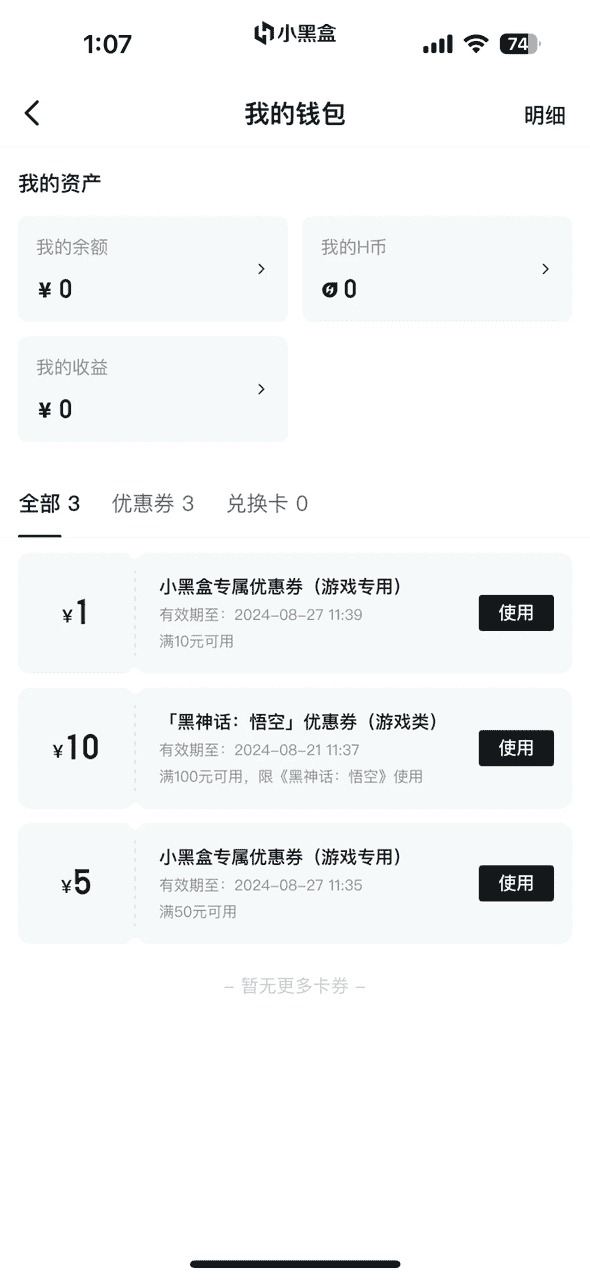 1:07
小黑盒
74
我的钱包
明细
我的资产
我的余额
¥ 0
我的H币
0
我的收益
¥ 0
全部 3
优惠券 3
兑换卡 0
¥1
小黑盒专属优惠券（游戏专用）
有效期至：2024-08-27 11:39
满10元可用
使用
¥10
「黑神话：悟空」优惠券（游戏类）
有效期至：2024-08-21 11:37
满100元可用，限《黑神话：悟空》使用
使用
¥5
小黑盒专属优惠券（游戏专用）
有效期至：2024-08-27 11:35
满50元可用
使用
– 暂无更多卡券 –